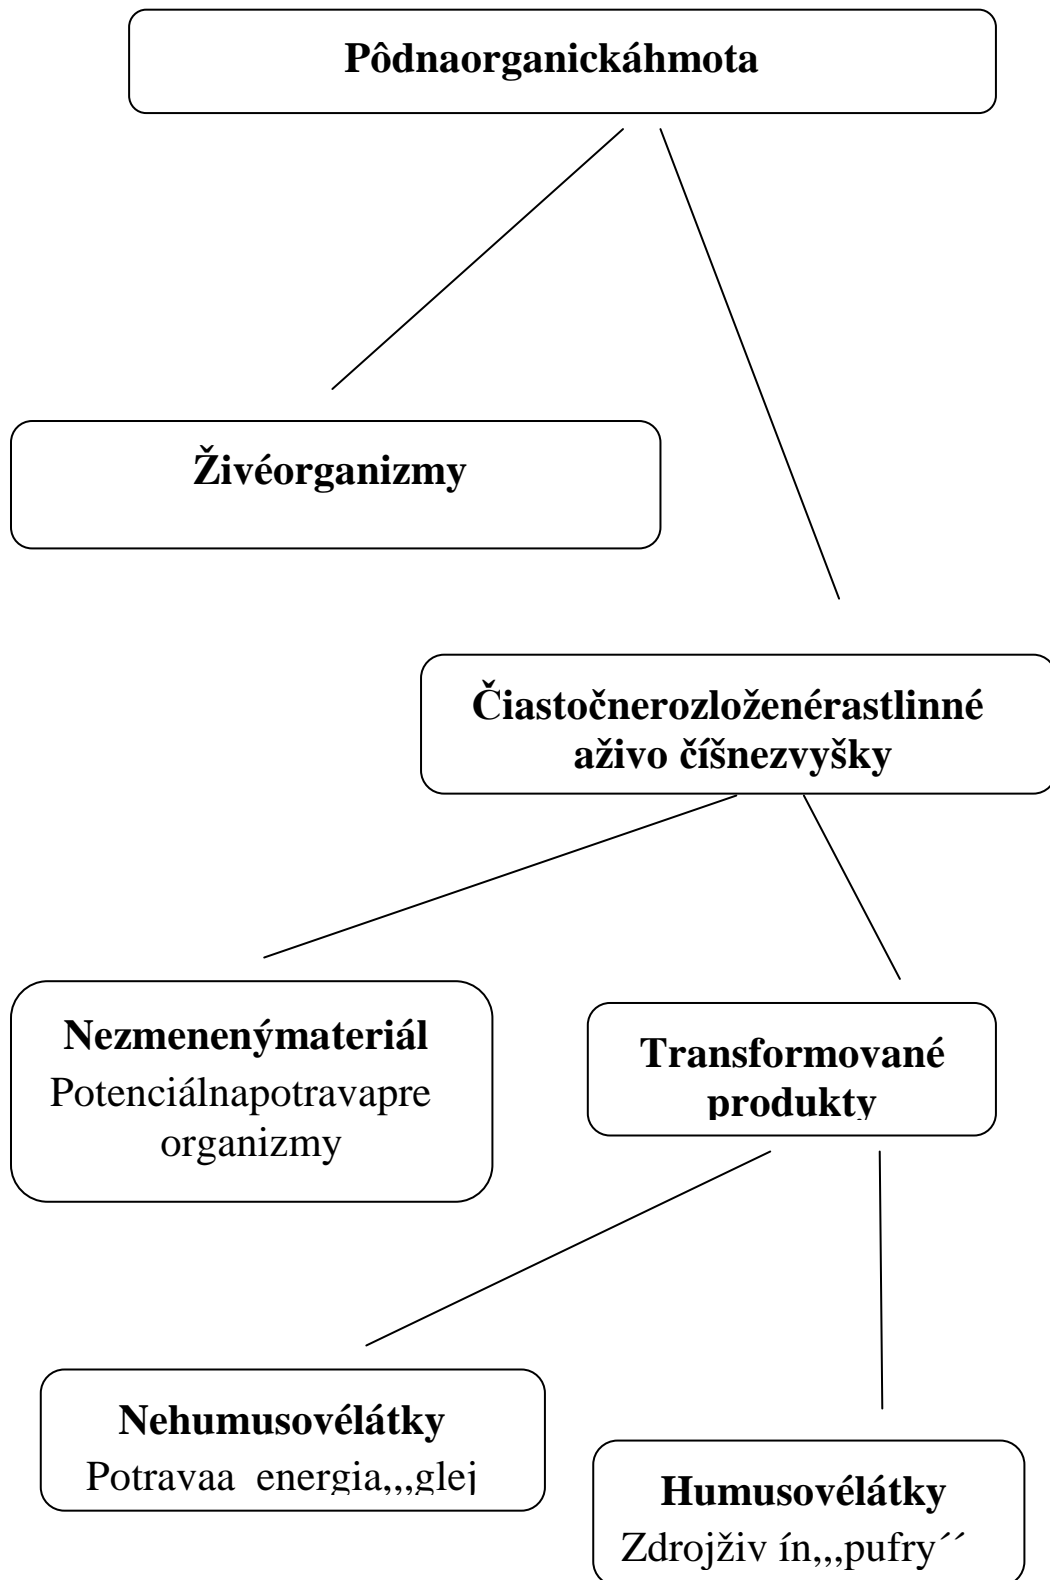 Pôdnaorganickáhmota
Živéorganizmy
Čiastočnerozloženérastlinné
aživo číšnezvyšky
Nezmenenýmateriál
Potenciálnapotravapre
organizmy
Transformované
produkty
Nehumusovélátky
Potravaa energia,,,glej
Humusovélátky
Zdrojživ ín,,,pufry´´